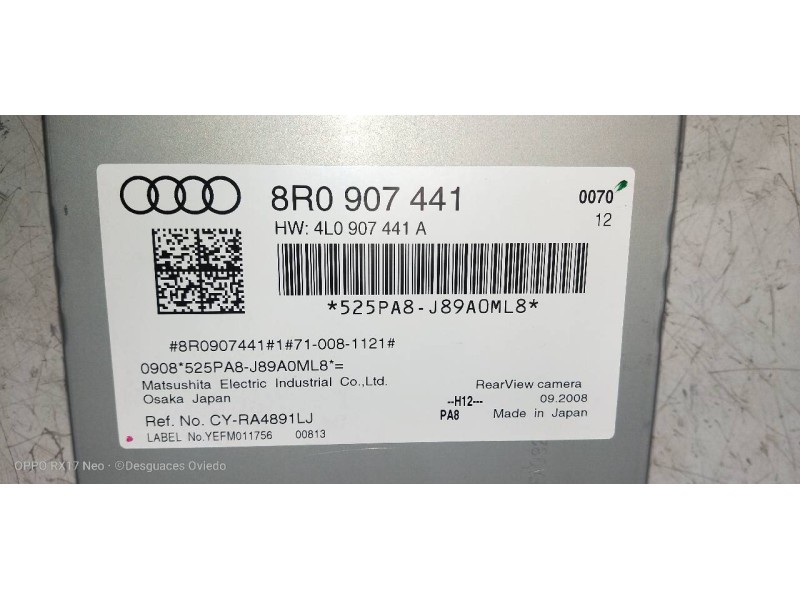 8R0 907 441
0070
HW: 4L0 907 441 A
12
*525PA8-J89A0ML8*
#8R0907441#1#71-008-1121#
0908*525PA8-J89A0ML8*=
Matsushita Electric Industrial Co.,Ltd.
RearView camera
Osaka Japan
--H12---
09.2008
Ref. No. CY-RA4891LJ
PA8
Made in Japan
LABEL No.YEFM011756
00813
OPPO RX17 Neo · ©Desguaces Oviedo